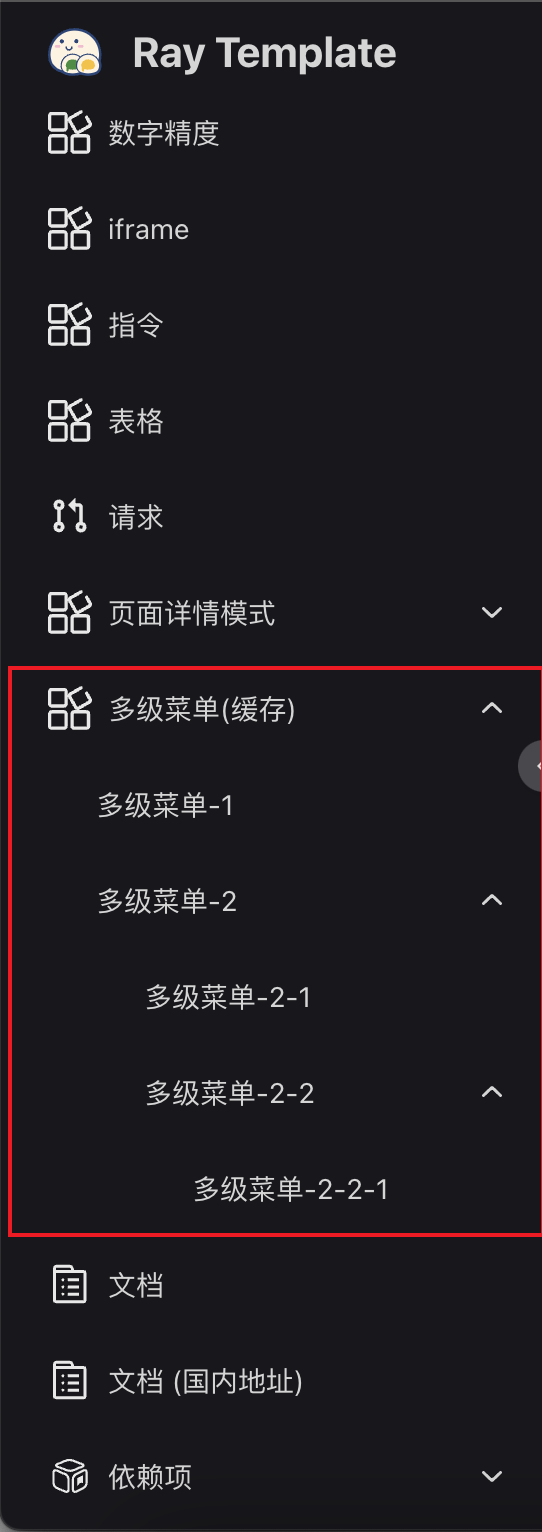 Ray Template
数字精度
iframe
指令
表格
请求
页面详情模式
多级菜单(缓存)
多级菜单-1
多级菜单-2
多级菜单-2-1
多级菜单-2-2
多级菜单-2-2-1
文档
文档 (国内地址)
依赖项